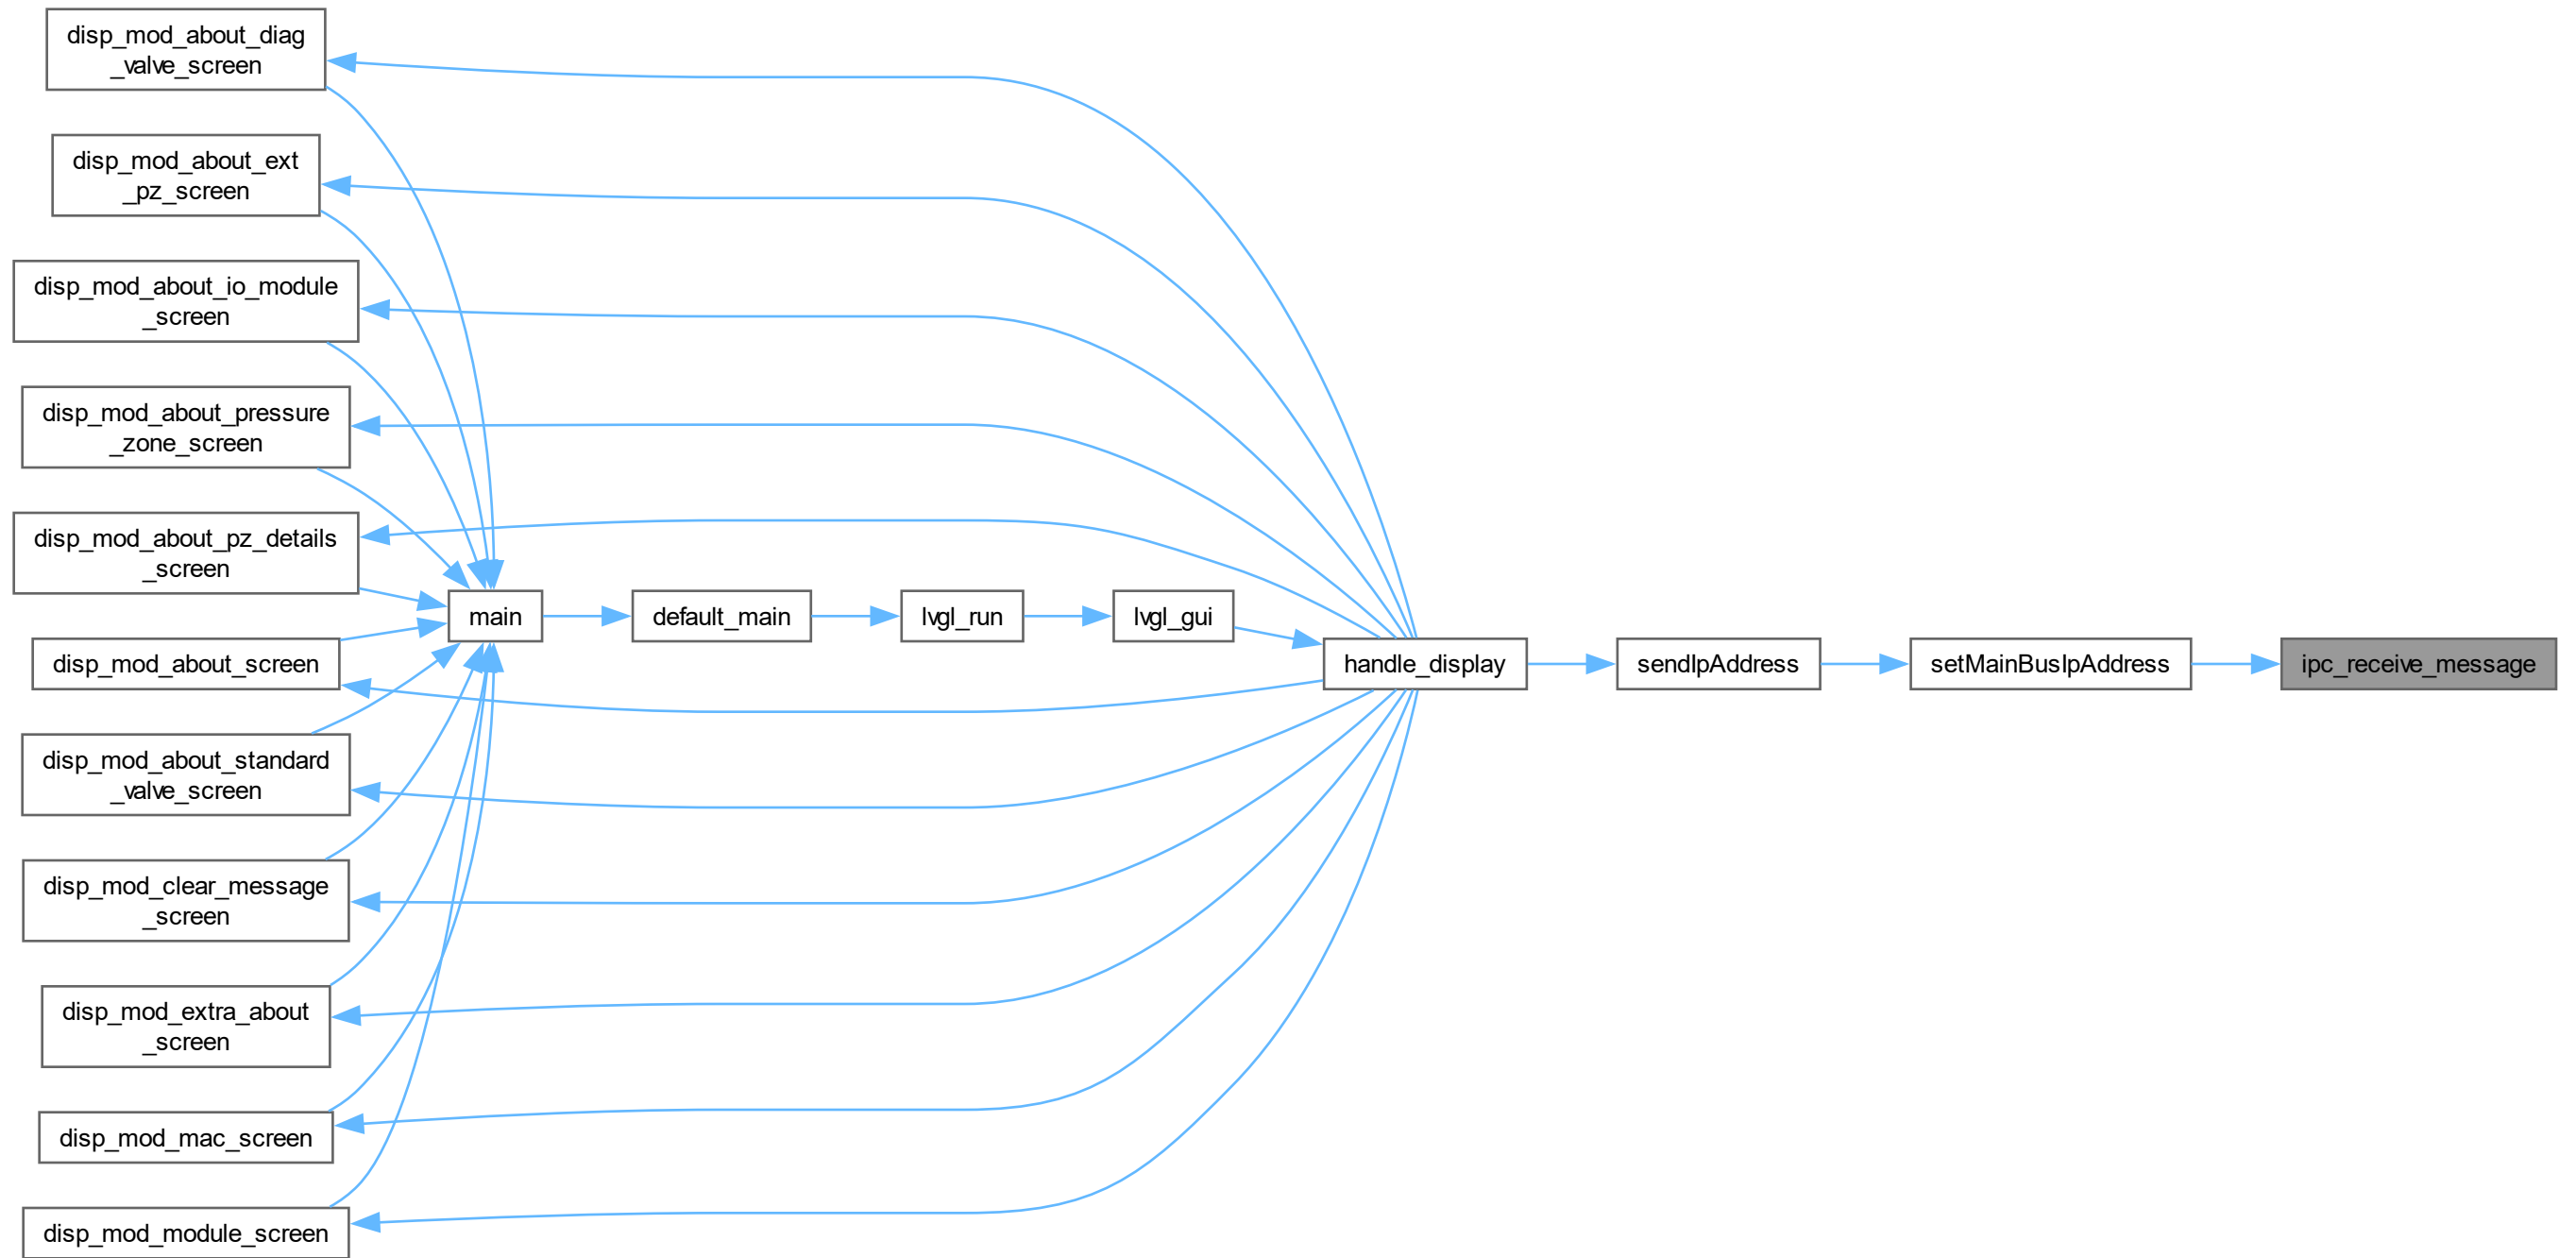 disp_mod_about_diag
_valve_screen
disp_mod_about_ext
_pz_screen
disp_mod_about_io_module
_screen
disp_mod_about_pressure
_zone_screen
disp_mod_about_pz_details
_screen
disp_mod_about_screen
disp_mod_about_standard
_valve_screen
disp_mod_clear_message
_screen
disp_mod_extra_about
_screen
disp_mod_mac_screen
disp_mod_module_screen
main
default_main
lvgl_run
lvgl_gui
handle_display
sendIpAddress
setMainBusIpAddress
ipc_receive_message